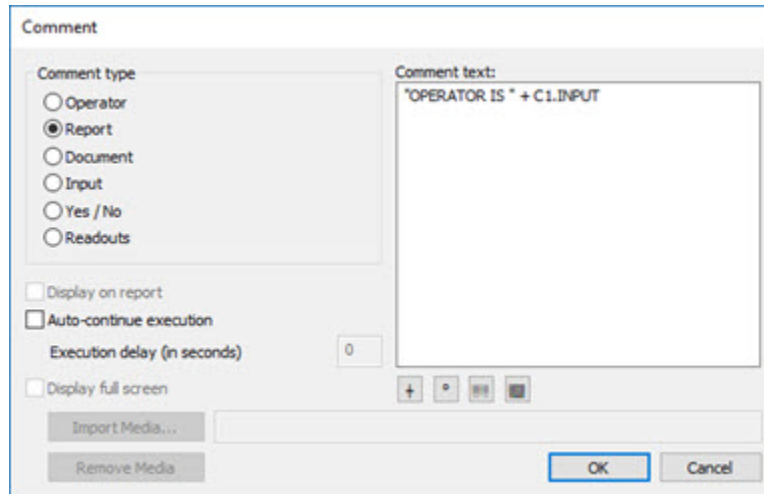 Comment
Comment type
Operator
Report
Document
Input
Yes / No
Readouts
Display on report
Auto-continue execution
Execution delay (in seconds)
0
Display full screen
Import Media...
Remove Media
Comment text:
"OPERATOR IS " + C1.INPUT
OK
Cancel